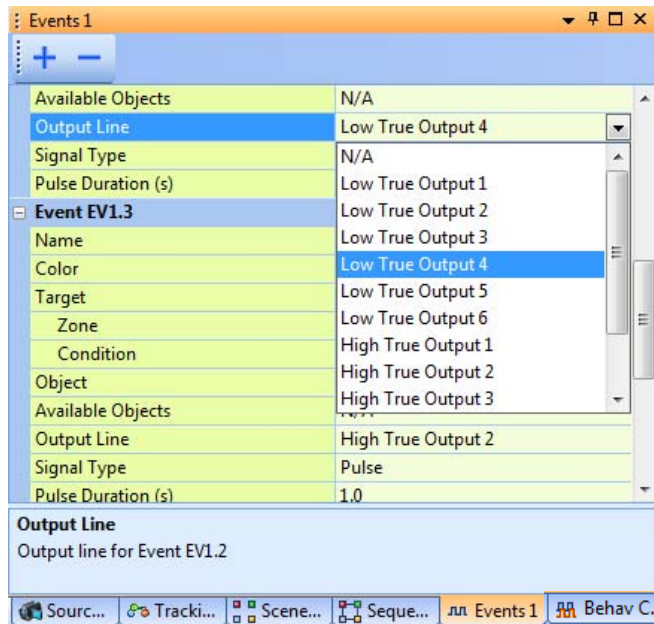 Events 1
Available Objects N/A
Output Line Low True Output 4
Signal Type N/A
Pulse Duration (s) Low True Output 1
Event EV1.3 Low True Output 2
Name Low True Output 3
Color Low True Output 4
Target Low True Output 5
Zone Low True Output 6
Condition High True Output 1
Object High True Output 2
Available Objects High True Output 3
Output Line High True Output 2
Signal Type Pulse
Pulse Duration (s) 1.0
Output Line
Output line for Event EV1.2
Sourc... Tracki... Scene... Seque... Events 1 Behav C.